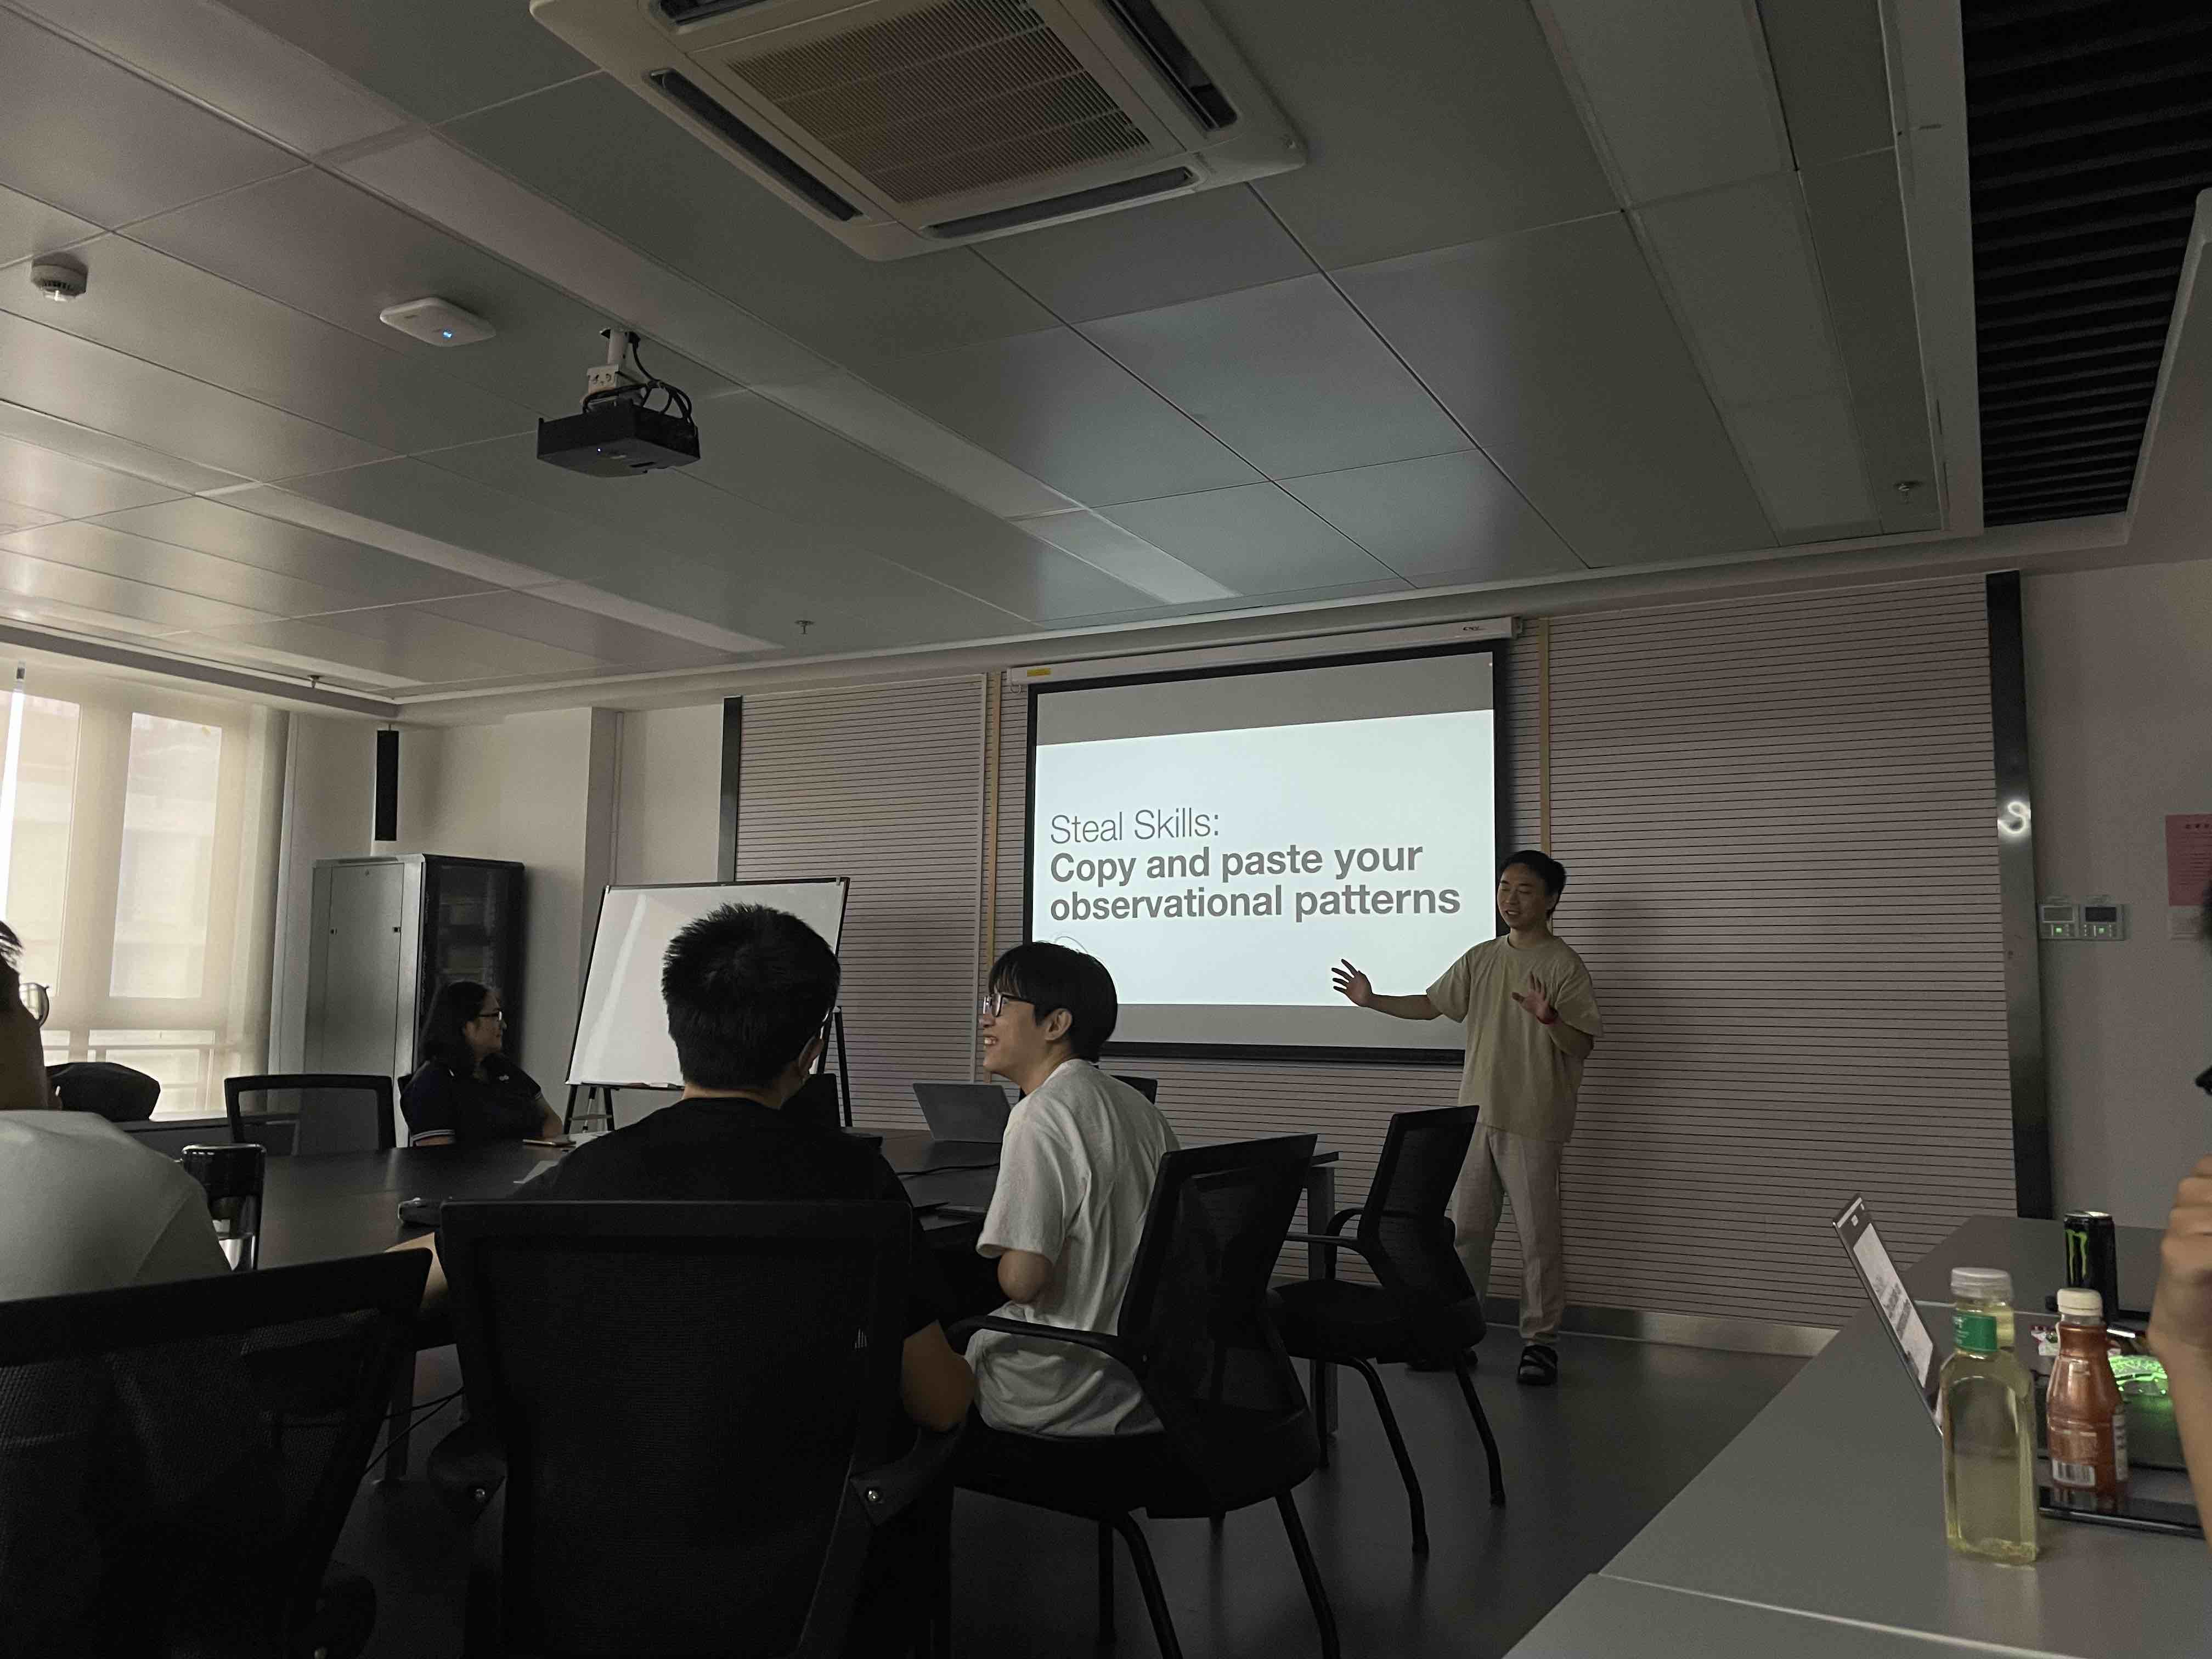 Steal Skills:
Copy and paste your
observational patterns